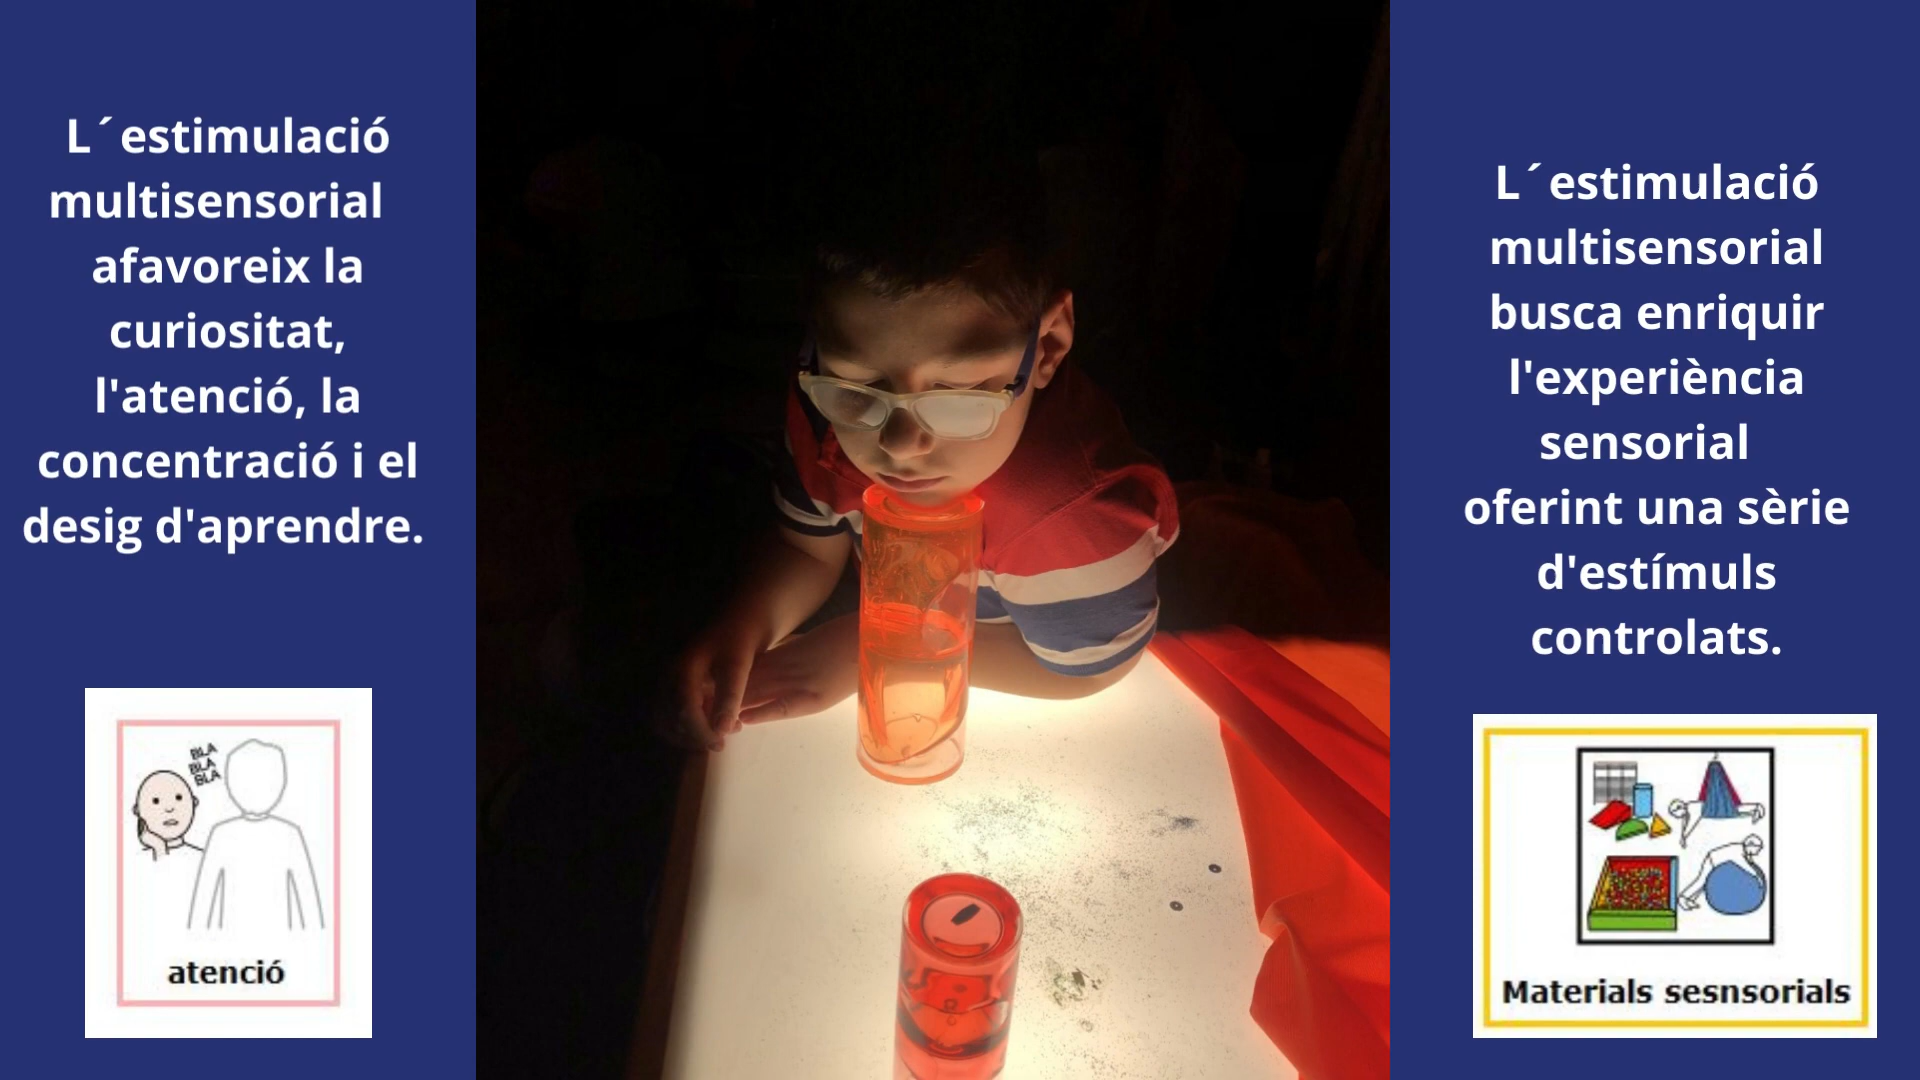 L´estimulació
multisensorial
afavoreix la
curiositat,
l'atenció, la
concentració i el
desig d'aprendre.
BLA
BLA
BLA
atenció
L´estimulació
multisensorial
busca enriquir
l'experiència
sensorial
oferint una sèrie
d'estímuls
controlats.
Materials sesnsorials